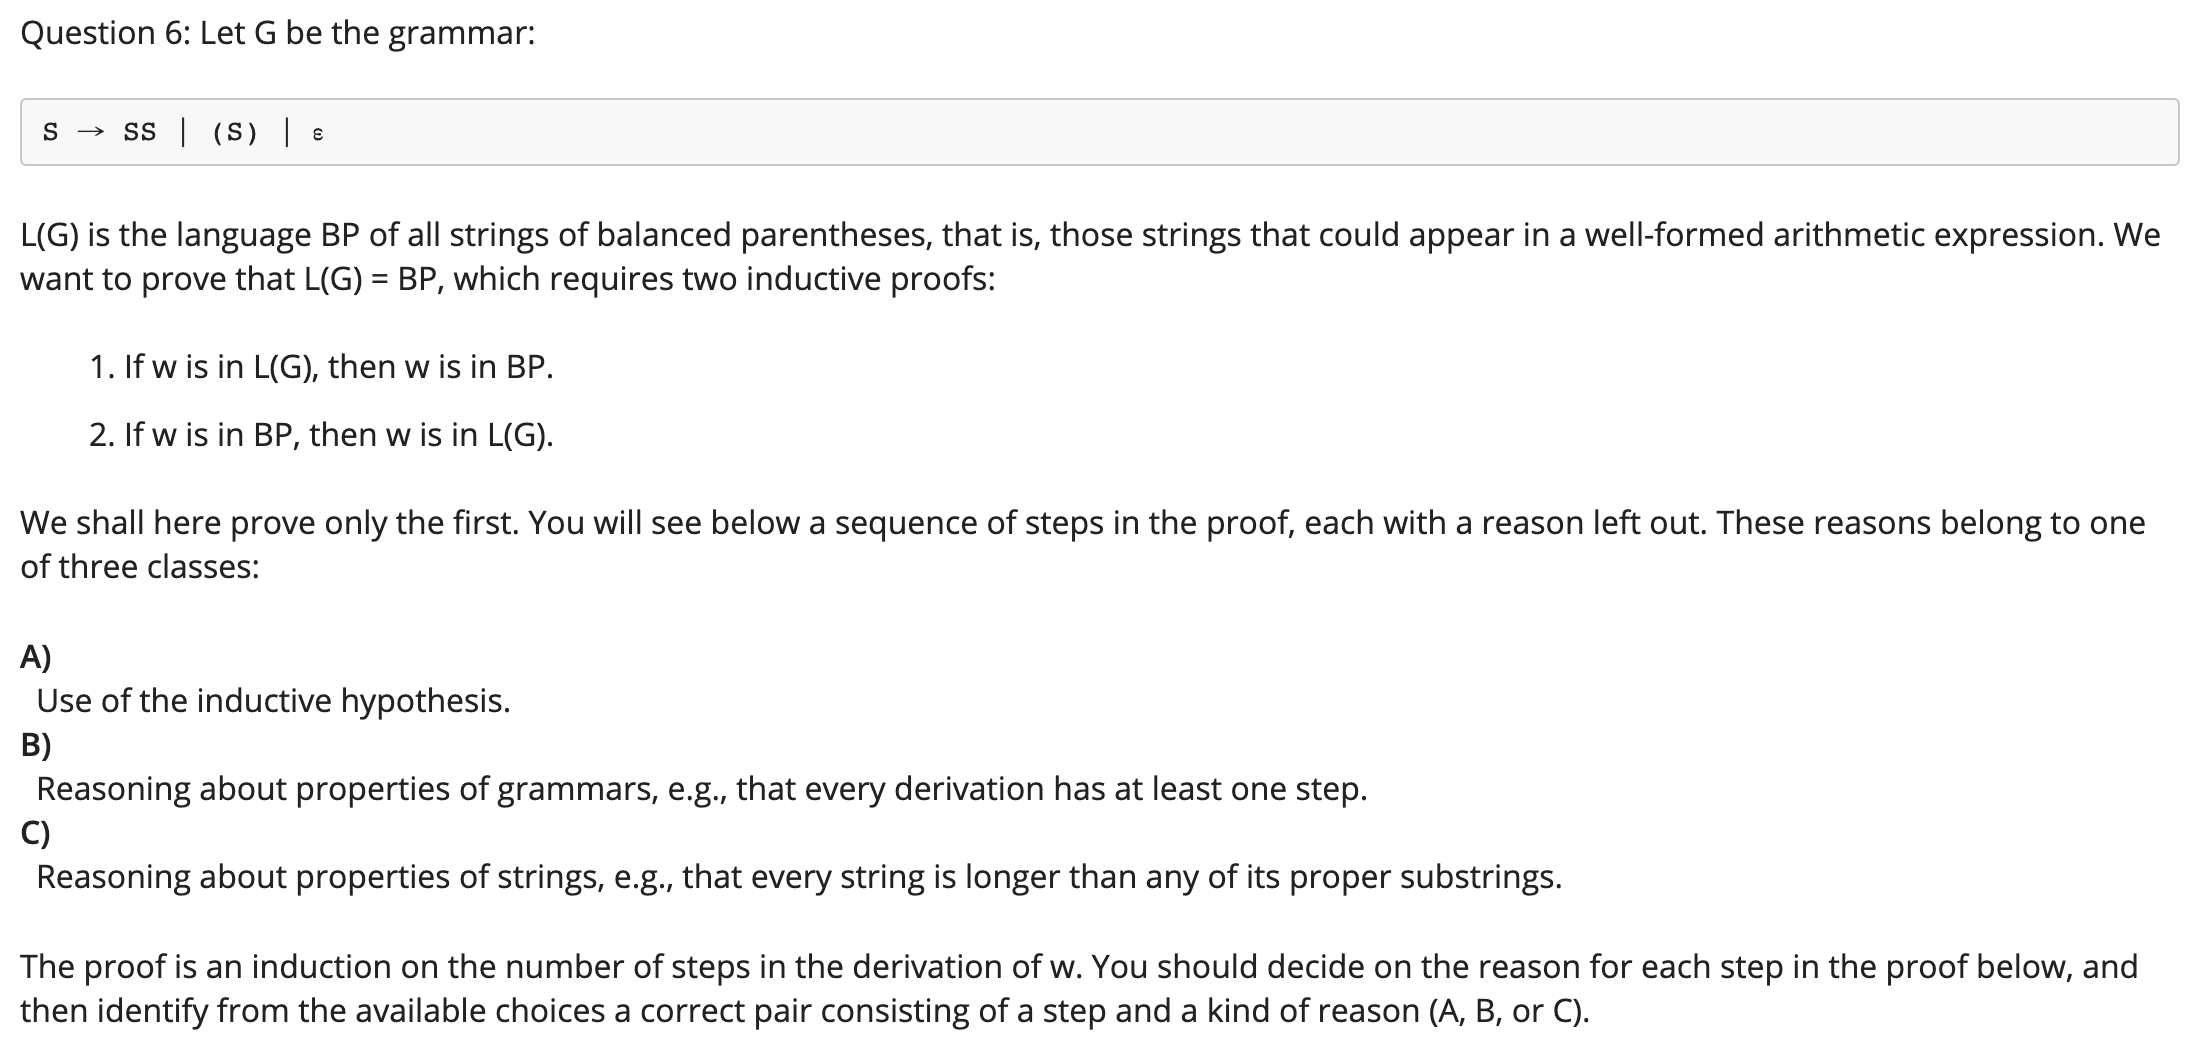 Question 6: Let G be the grammar:
S → SS | (S) | ε
L(G) is the language BP of all strings of balanced parentheses, that is, those strings that could appear in a well-formed arithmetic expression. We
want to prove that L(G) = BP, which requires two inductive proofs:
1. If w is in L(G), then w is in BP.
2. If w is in BP, then w is in L(G).
We shall here prove only the first. You will see below a sequence of steps in the proof, each with a reason left out. These reasons belong to one
of three classes:
A)
Use of the inductive hypothesis.
B)
Reasoning about properties of grammars, e.g., that every derivation has at least one step.
C)
Reasoning about properties of strings, e.g., that every string is longer than any of its proper substrings.
The proof is an induction on the number of steps in the derivation of w. You should decide on the reason for each step in the proof below, and
then identify from the available choices a correct pair consisting of a step and a kind of reason (A, B, or C).